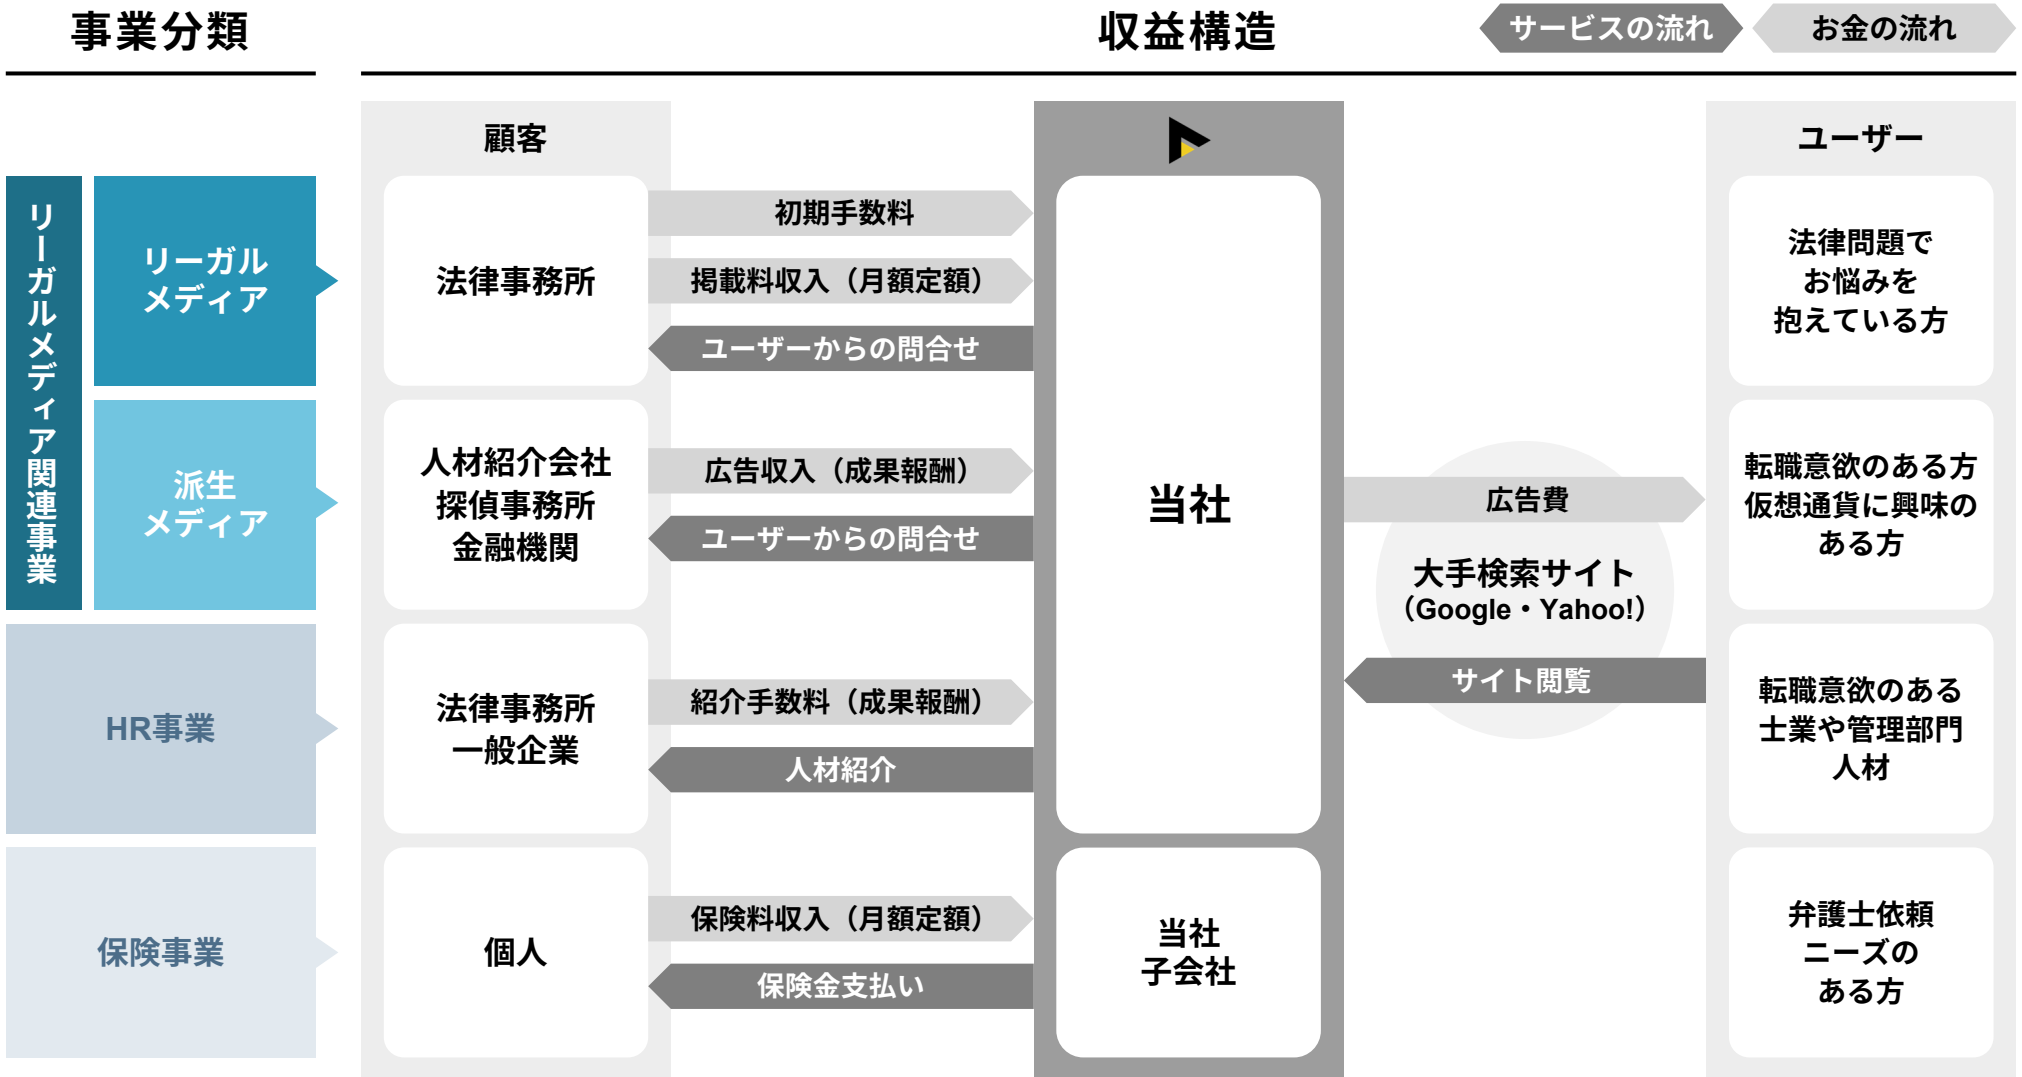 事業分類
収益構造
サービスの流れ
お金の流れ
顧客
ユーザー
リーガルメディア関連事業
リーガル
メディア
法律事務所
初期手数料
掲載料収入（月額定額）
ユーザーからの問合せ
法律問題で
お悩みを
抱えている方
派生
メディア
人材紹介会社
探偵事務所
金融機関
広告収入（成果報酬）
ユーザーからの問合せ
当社
広告費
大手検索サイト
（Google・Yahoo!）
サイト閲覧
転職意欲のある方
仮想通貨に興味の
ある方
HR事業
法律事務所
一般企業
紹介手数料（成果報酬）
人材紹介
転職意欲のある
士業や管理部門
人材
保険事業
個人
保険料収入（月額定額）
保険金支払い
当社
子会社
弁護士依頼
ニーズの
ある方